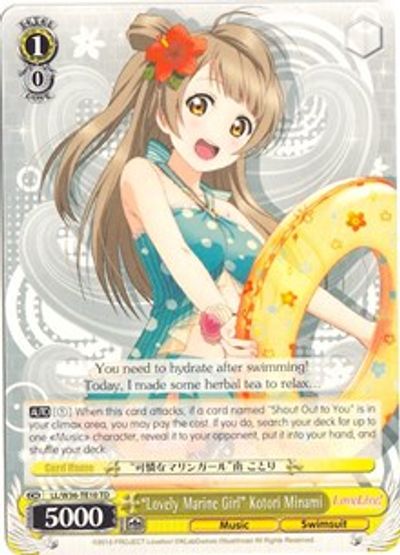 1
0
You need to hydrate after swimming!
Today, I made some herbal tea to relax...
AUTO [(1)] When this card attacks, if a card named "Shout Out to You" is in
your climax area, you may pay the cost. If you do, search your deck for up to
one «Music» character, reveal it to your opponent, put it into your hand, and
shuffle your deck.
Card Name
"可憐なマリンガール"南 ことり
CH LL/W36-TE10 TD
"Lovely Marine Girl" Kotori Minami
LoveLive!
5000
Music
Swimsuit